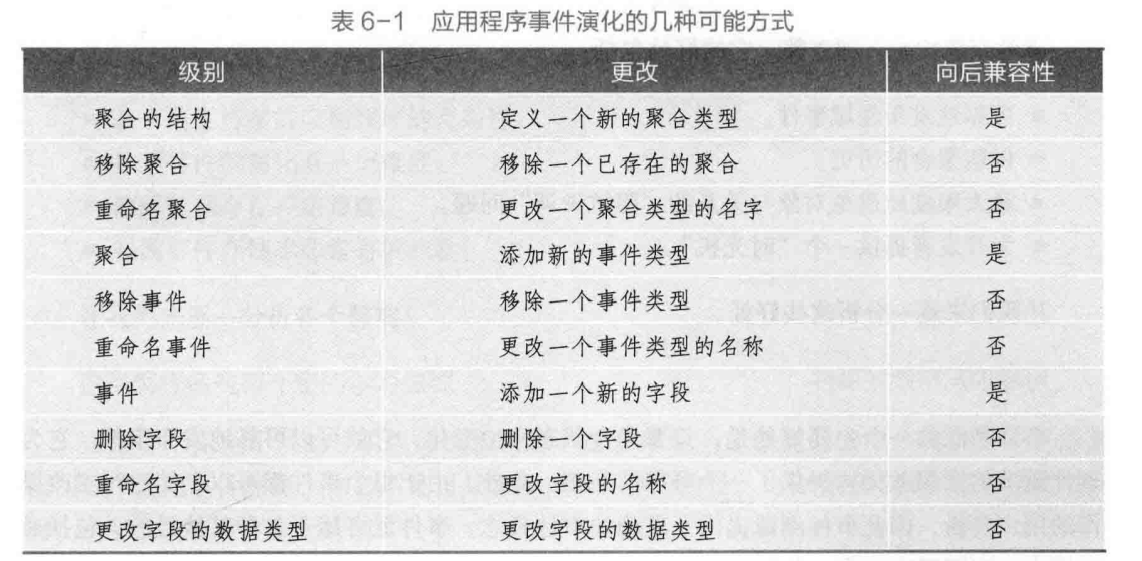 表 6-1 应用程序事件演化的几种可能方式
级别 更改 向后兼容性
聚合的结构 定义一个新的聚合类型 是
移除聚合 移除一个已存在的聚合 否
重命名聚合 更改一个聚合类型的名字 否
聚合 添加新的事件类型 是
移除事件 移除一个事件类型 否
重命名事件 更改一个事件类型的名称 否
事件 添加一个新的字段 是
删除字段 删除一个字段 否
重命名字段 更改字段的名称 否
更改字段的数据类型 更改字段的数据类型 否